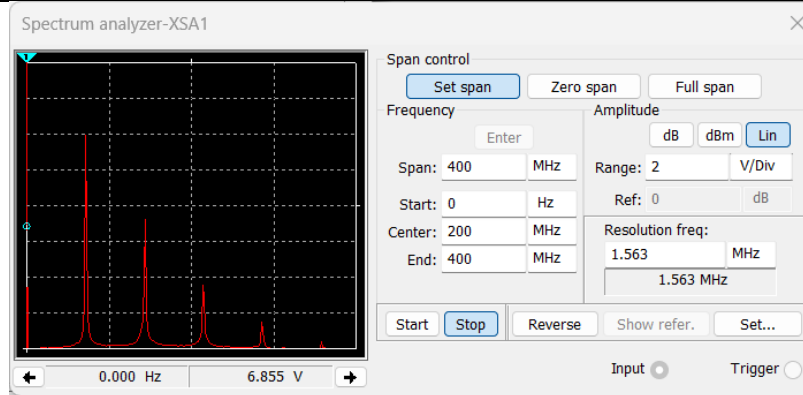 Spectrum analyzer-XSA1
1
Span control
Set span Zero span Full span
Frequency
Enter
Span: 400 MHz
Start: 0 Hz
Center: 200 MHz
End: 400 MHz
Amplitude
dB dBm Lin
Range: 2 V/Div
Ref: 0 dB
Resolution freq:
1.563 MHz
1.563 MHz
Start Stop Reverse Show refer. Set...
0.000 Hz 6.855 V
Input Trigger